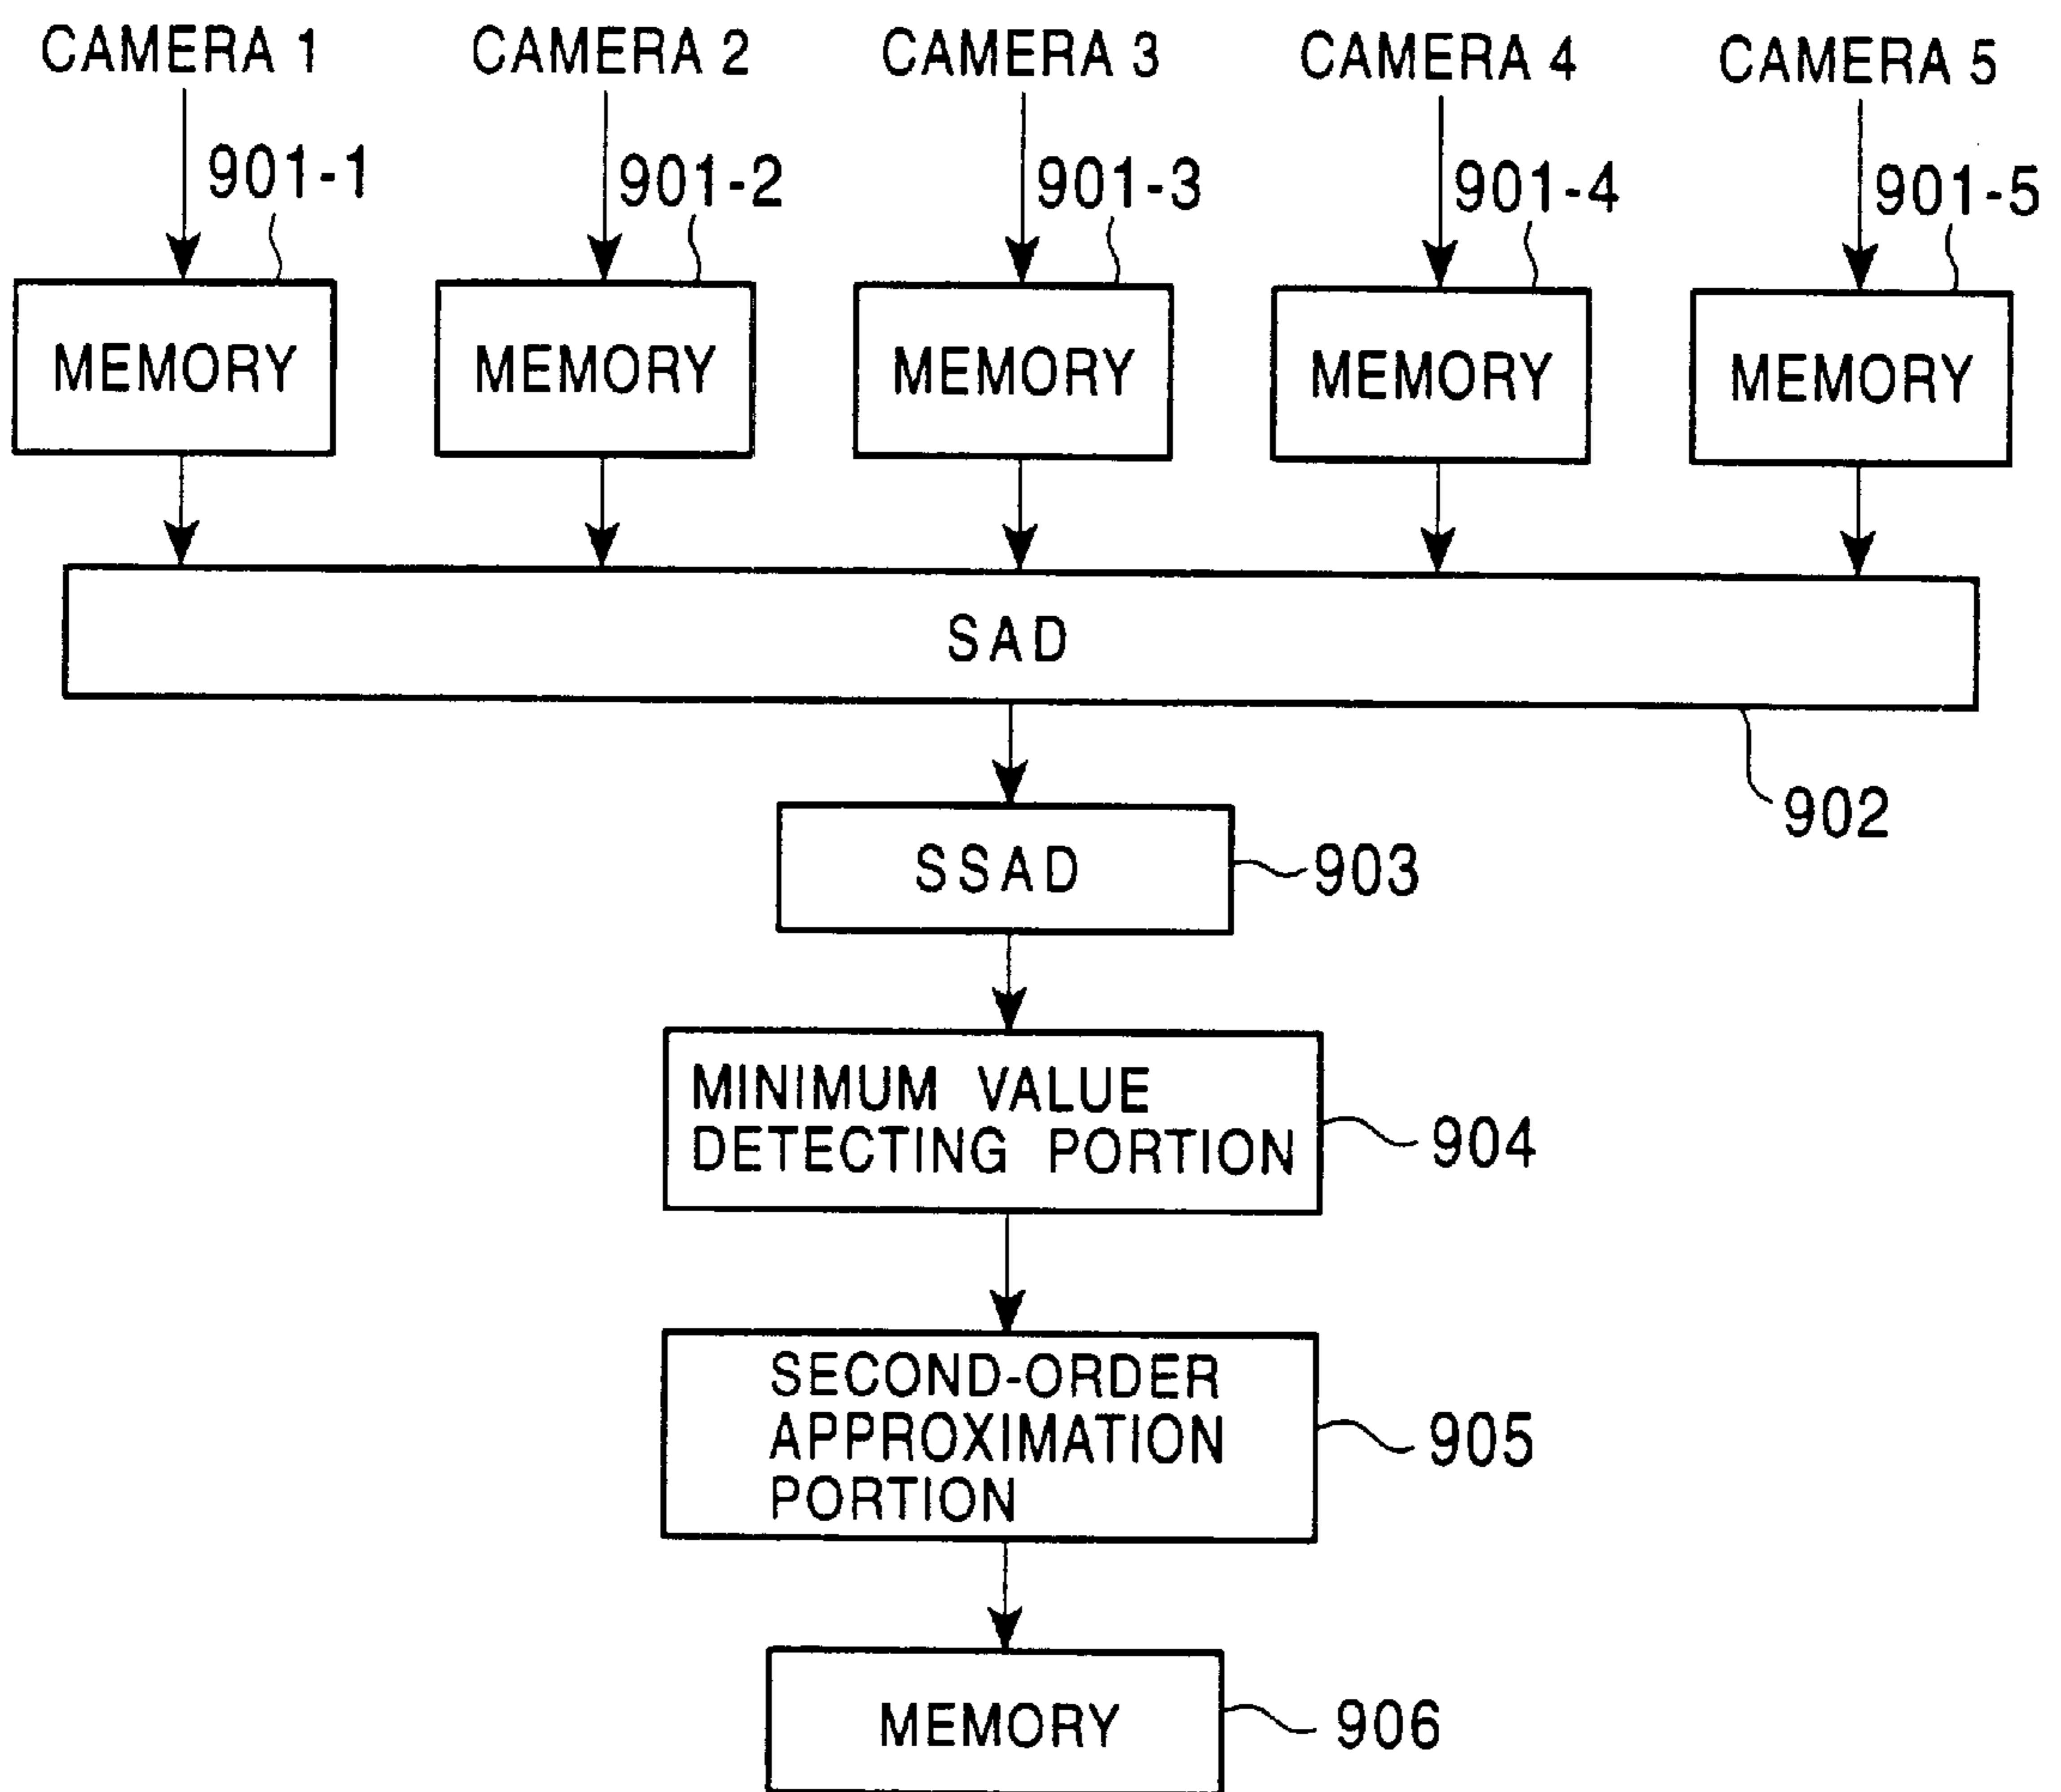 CAMERA 1
CAMERA 2
CAMERA 3
CAMERA 4
CAMERA 5
901-1
901-2
901-3
901-4
901-5
MEMORY
MEMORY
MEMORY
MEMORY
MEMORY
SAD
902
SSAD
903
MINIMUM VALUE
DETECTING PORTION
904
SECOND-ORDER
APPROXIMATION
PORTION
905
MEMORY
906